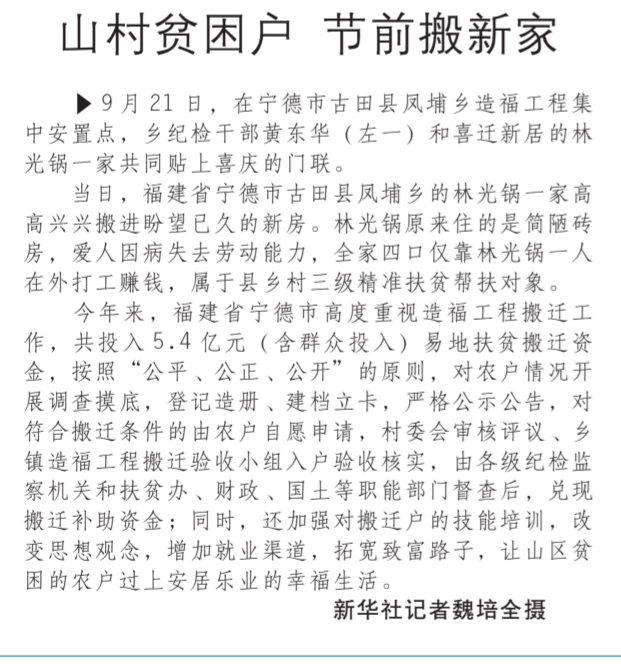 山村贫困户 节前搬新家
▶9月21日，在宁德市古田县凤埔乡造福工程集
中安置点，乡纪检干部黄东华（左一）和喜迁新居的林
光锅一家共同贴上喜庆的门联。
当日，福建省宁德市古田县凤埔乡的林光锅一家高
高兴兴搬进盼望已久的新房。林光锅原来住的是简陋砖
房，爱人因病失去劳动能力，全家四口仅靠林光锅一人
在外打工赚钱，属于县乡村三级精准扶贫帮扶对象。
今年来，福建省宁德市高度重视造福工程搬迁工
作，共投入5.4亿元（含群众投入）易地扶贫搬迁资
金，按照“公平、公正、公开”的原则，对农户情况开
展调查摸底，登记造册、建档立卡，严格公示公告，对
符合搬迁条件的由农户自愿申请，村委会审核评议、乡
镇造福工程搬迁验收小组入户验收核实，由各级纪检监
察机关和扶贫办、财政、国土等职能部门督查后，兑现
搬迁补助资金；同时，还加强对搬迁户的技能培训，改
变思想观念，增加就业渠道，拓宽致富路子，让山区贫
困的农户过上安居乐业的幸福生活。
新华社记者魏培全摄